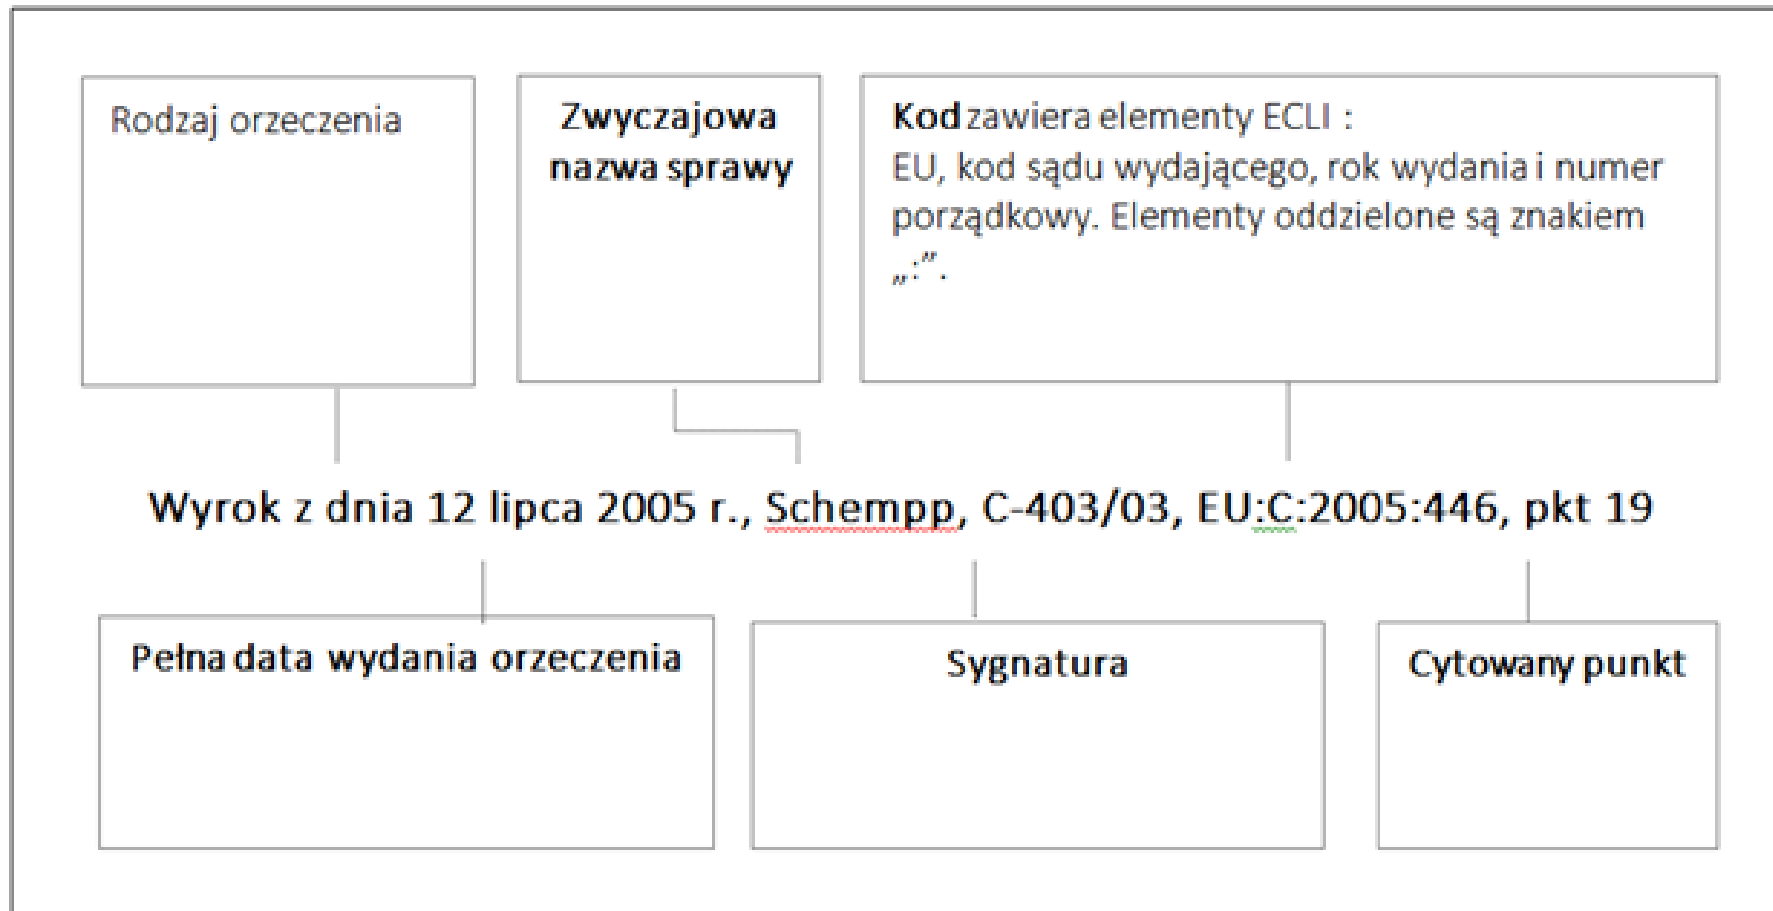 Rodzaj orzeczenia
Zwyczajowa
nazwa sprawy
Kod zawiera elementy ECLI :
EU, kod sądu wydającego, rok wydania i numer
porządkowy. Elementy oddzielone są znakiem
„:”.
Wyrok z dnia 12 lipca 2005 r., Schempp, C-403/03, EU:C:2005:446, pkt 19
Pełna data wydania orzeczenia
Sygnatura
Cytowany punkt